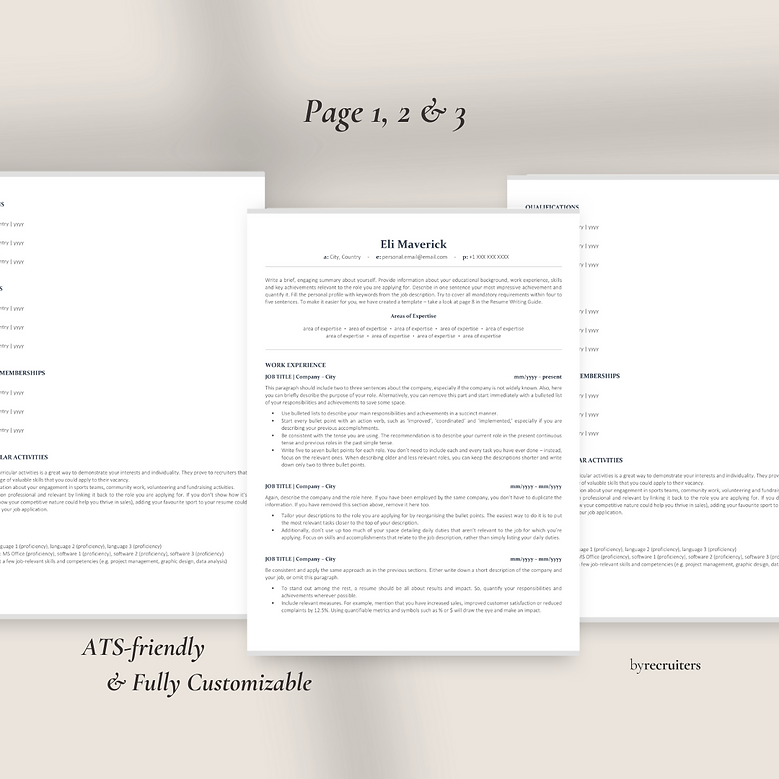 Page 1, 2 & 3
NS
ntry | yyyy
ntry | yyyy
ntry | yyyy
S
ntry | yyyy
ntry | yyyy
ntry | yyyy
MEMBERSHIPS
ntry | yyyy
ntry | yyyy
ntry | yyyy
LAR ACTIVITIES
rricular activities is a great way to demonstrate your interests and individuality. They prove to recruiters that
ge of valuable skills that you could apply to their vacancy.
ation about your engagement in sports teams, community work, volunteering and fundraising activities.
on professional and relevant by linking it back to the role you are applying for. If you don't show how it's
ow your competitive nature could help you thrive in sales), adding your favourite sport to your resume could
your job application.
guage 1 (proficiency), language 2 (proficiency), language 3 (proficiency)
MS Office (proficiency), software 1 (proficiency), software 2 (proficiency), software 3 (proficiency)
t a few job-relevant skills and competencies (e.g. project management, graphic design, data analysis)
Eli Maverick
a: City, Country - e: personal.email@email.com - p: +1 XXX XXX XXXX
Write a brief, engaging summary about yourself. Provide information about your educational background, work experience, skills
and key achievements relevant to the role you are applying for. Describe in one sentence your most impressive achievement and
quantify it. Fill the personal profile with keywords from the job description. Try to cover all mandatory requirements within four to
five sentences. To make it easier for you, we have created a template – take a look at page 8 in the Resume Writing Guide.
Areas of Expertise
area of expertise • area of expertise • area of expertise • area of expertise • area of expertise
area of expertise • area of expertise • area of expertise • area of expertise
WORK EXPERIENCE
JOB TITLE | Company – City mm/yyyy – present
This paragraph should include two to three sentences about the company, especially if the company is not widely known. Also, here
you can briefly describe the purpose of your role. Alternatively, you can remove this part and start immediately with a bulleted list
of your responsibilities and achievements to save some space.
• Use bulleted lists to describe your main responsibilities and achievements in a succinct manner.
• Start every bullet point with an action verb, such as 'improved', 'coordinated' and 'implemented,' especially if you are
describing your previous accomplishments.
• Be consistent with the tense you are using. The recommendation is to describe your current role in the present continuous
tense and previous roles in the past simple tense.
• Write five to seven bullet points for each role. You don't need to include each and every task you have ever done – instead,
focus on the relevant ones. When describing older and less relevant roles, you can keep the descriptions shorter and write
down only two to three bullet points.
JOB TITLE | Company – City mm/yyyy – mm/yyyy
Again, describe the company and the role here. If you have been employed by the same company, you don't have to duplicate the
information. If you have removed this section above, remove it here too.
• Tailor your descriptions to the role you are applying for by reorganising the bullet points. The easiest way to do it is to put
the most relevant tasks closer to the top of your description.
• Additionally, don't use up too much of your space detailing daily duties that aren't relevant to the job for which you're
applying. Focus on skills and accomplishments that relate to the job description, rather than simply listing your daily duties.
JOB TITLE | Company – City mm/yyyy – mm/yyyy
Be consistent and apply the same approach as in the previous sections. Either write down a short description of the company and
your job, or omit this paragraph.
• To stand out among the rest, a resume should be all about results and impact. So, quantify your responsibilities and
achievements wherever possible.
• Include relevant measures. For example, mention that you have increased sales, improved customer satisfaction or reduced
complaints by 12.5%. Using quantifiable metrics and symbols such as % or $ will draw the eye and make an impact.
QUALIFICATIONS
ntry | yyyy
ntry | yyyy
ntry | yyyy
ntry | yyyy
ntry | yyyy
ntry | yyyy
EMBERSHIPS
ntry | yyyy
ntry | yyyy
ntry | yyyy
AR ACTIVITIES
ricular activities is a great way to demonstrate your interests and individuality. They prove
e of valuable skills that you could apply to their vacancy.
tion about your engagement in sports teams, community work, volunteering and fundrais
n professional and relevant by linking it back to the role you are applying for. If you d
w your competitive nature could help you thrive in sales), adding your favourite sport to
your job application.
age 1 (proficiency), language 2 (proficiency), language 3 (proficiency)
MS Office (proficiency), software 1 (proficiency), software 2 (proficiency), software 3 (pro
a few job-relevant skills and competencies (e.g. project management, graphic design, dat
ATS-friendly
& Fully Customizable
byrecruiters